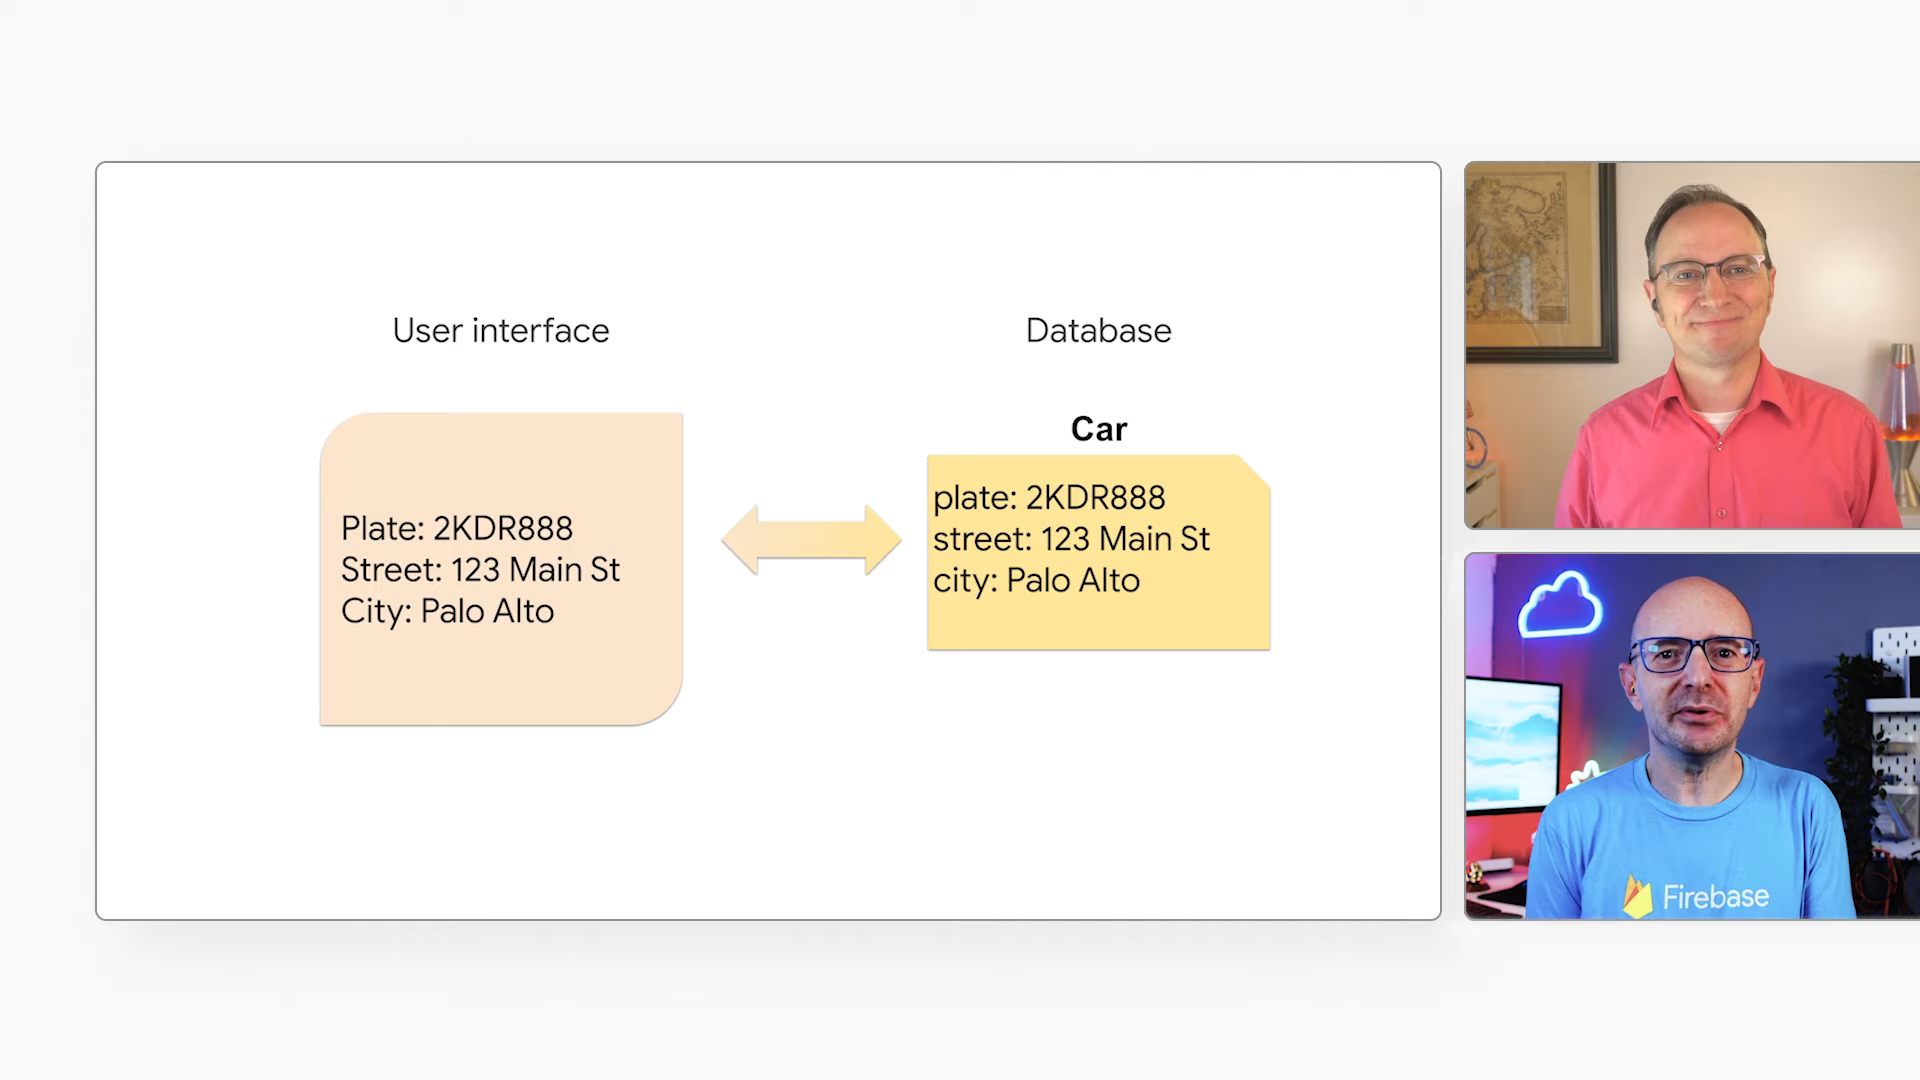 User interface
Plate: 2KDR888
Street: 123 Main St
City: Palo Alto
Database
Car
plate: 2KDR888
street: 123 Main St
city: Palo Alto
Firebase